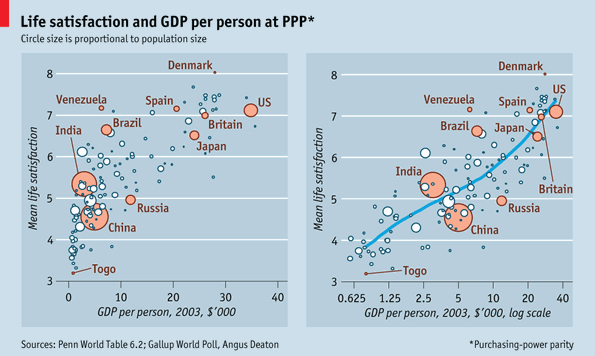 Life satisfaction and GDP per person at PPP*
Circle size is proportional to population size
Mean life satisfaction
8
7
6
5
4
3
Denmark
Venezuela
Spain
US
India
Brazil
Britain
Japan
Russia
China
Togo
0 10 20 30 40
GDP per person, 2003, $'000
Mean life satisfaction
8
7
6
5
4
3
Denmark
US
Venezuela
Spain
Brazil
Japan
India
Britain
Russia
China
Togo
0.625 1.25 2.5 5 10 20 40
GDP per person, 2003, $'000, log scale
Sources: Penn World Table 6.2; Gallup World Poll, Angus Deaton
*Purchasing-power parity